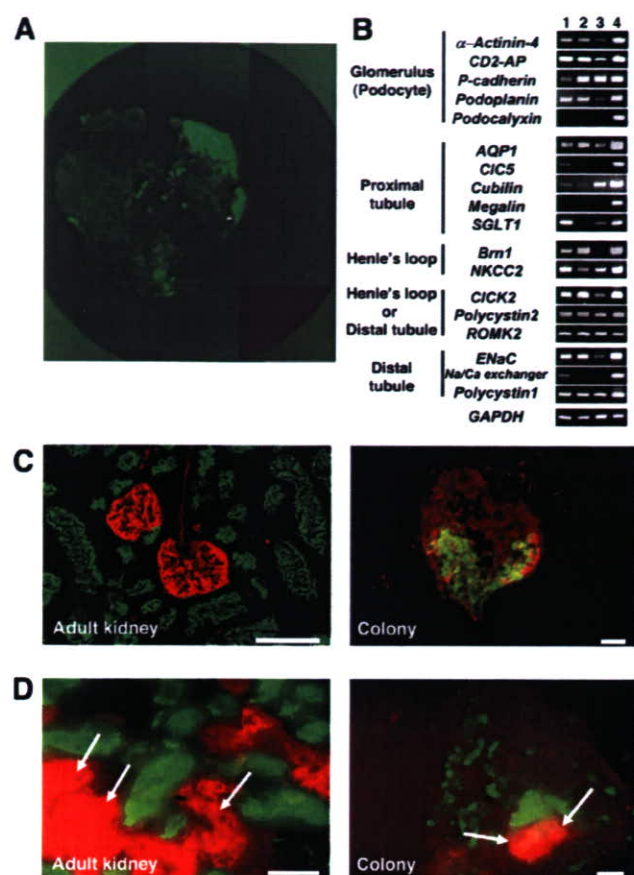 A
B
1 2 3 4
Glomerulus
(Podocyte)
α-Actinin-4
CD2-AP
P-cadherin
Podoplanin
Podocalyxin
Proximal
tubule
AQP1
ClC5
Cubilin
Megalin
SGLT1
Henle's loop
Brn1
NKCC2
Henle's loop
or
Distal tubule
ClCK2
Polycystin2
ROMK2
Distal
tubule
ENaC
Na/Ca exchanger
Polycystin1
GAPDH
C
Adult kidney
Colony
D
Adult kidney
Colony